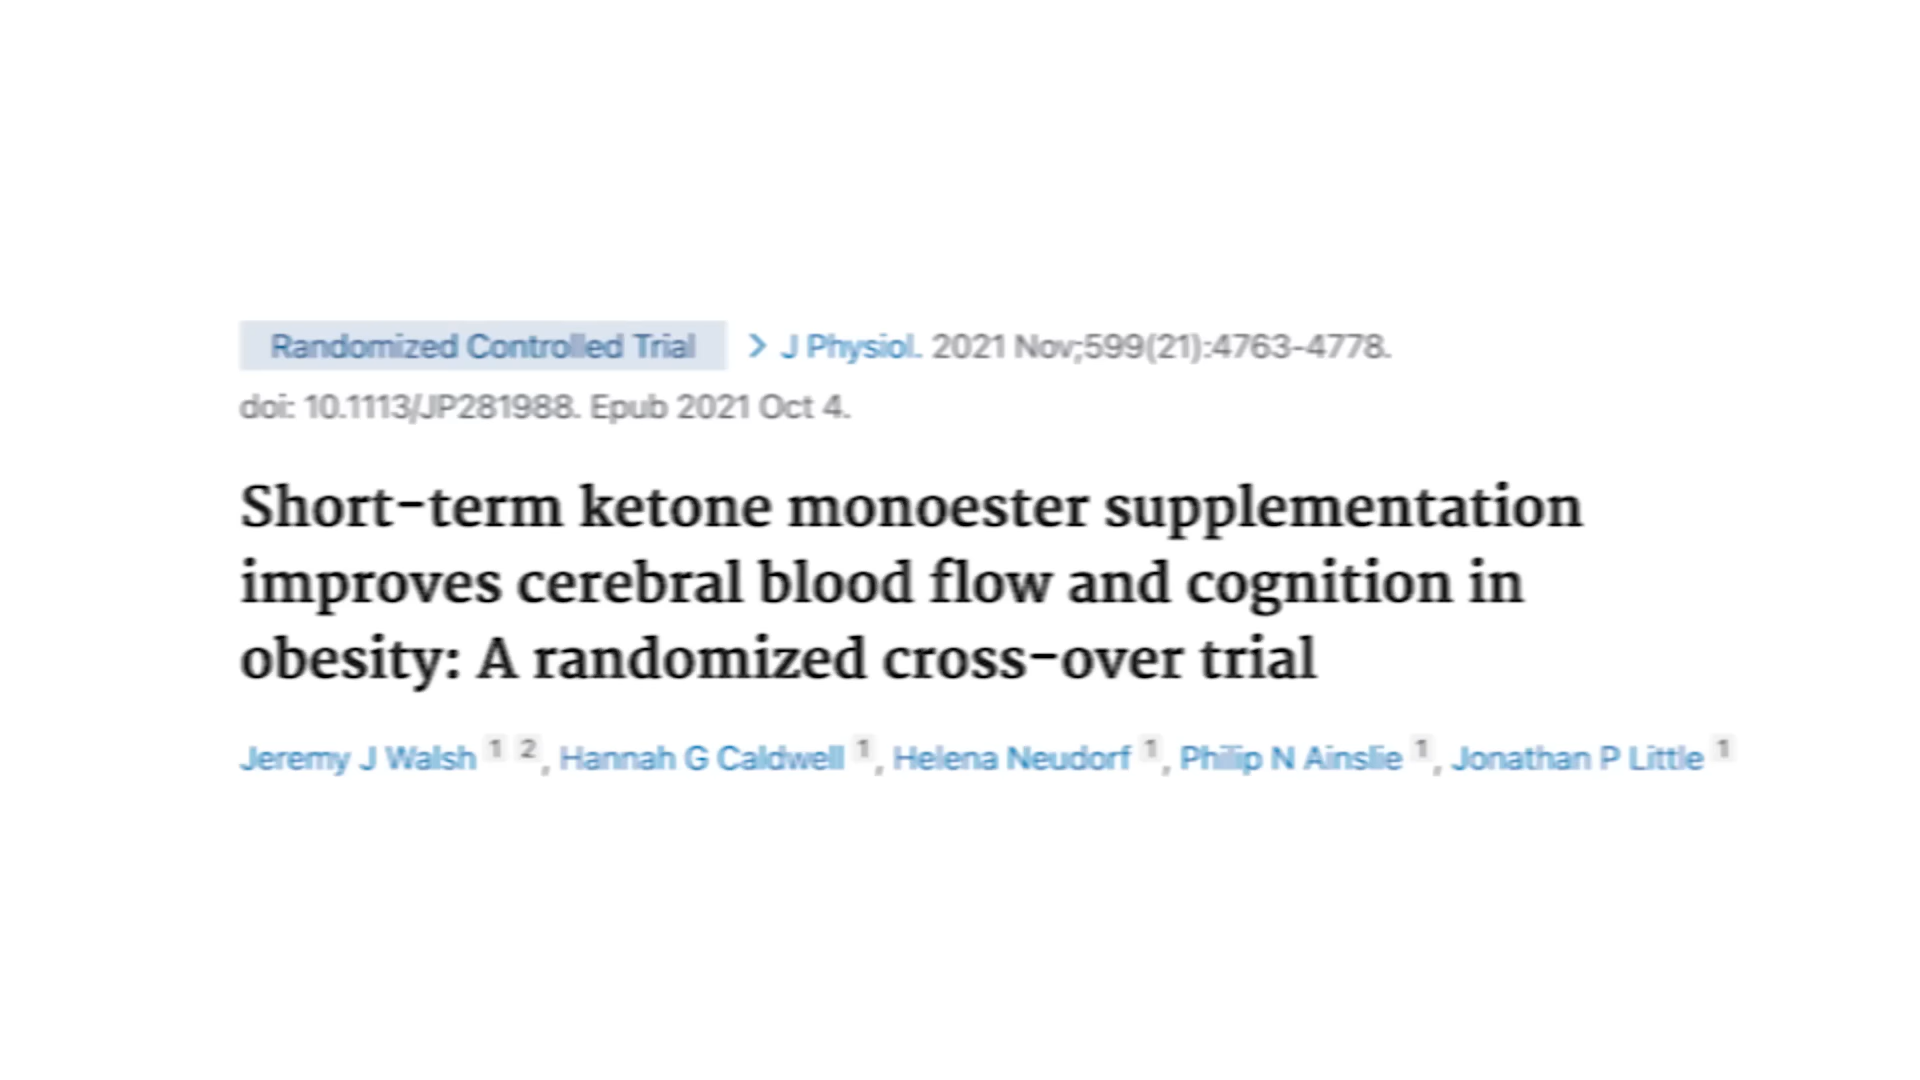 Randomized Controlled Trial > J Physiol. 2021 Nov;599(21):4763-4778.
doi: 10.1113/JP281988. Epub 2021 Oct 4.
Short-term ketone monoester supplementation
improves cerebral blood flow and cognition in
obesity: A randomized cross-over trial
Jeremy J Walsh 1 2, Hannah G Caldwell 1, Helena Neudorf 1, Philip N Ainslie 1, Jonathan P Little 1